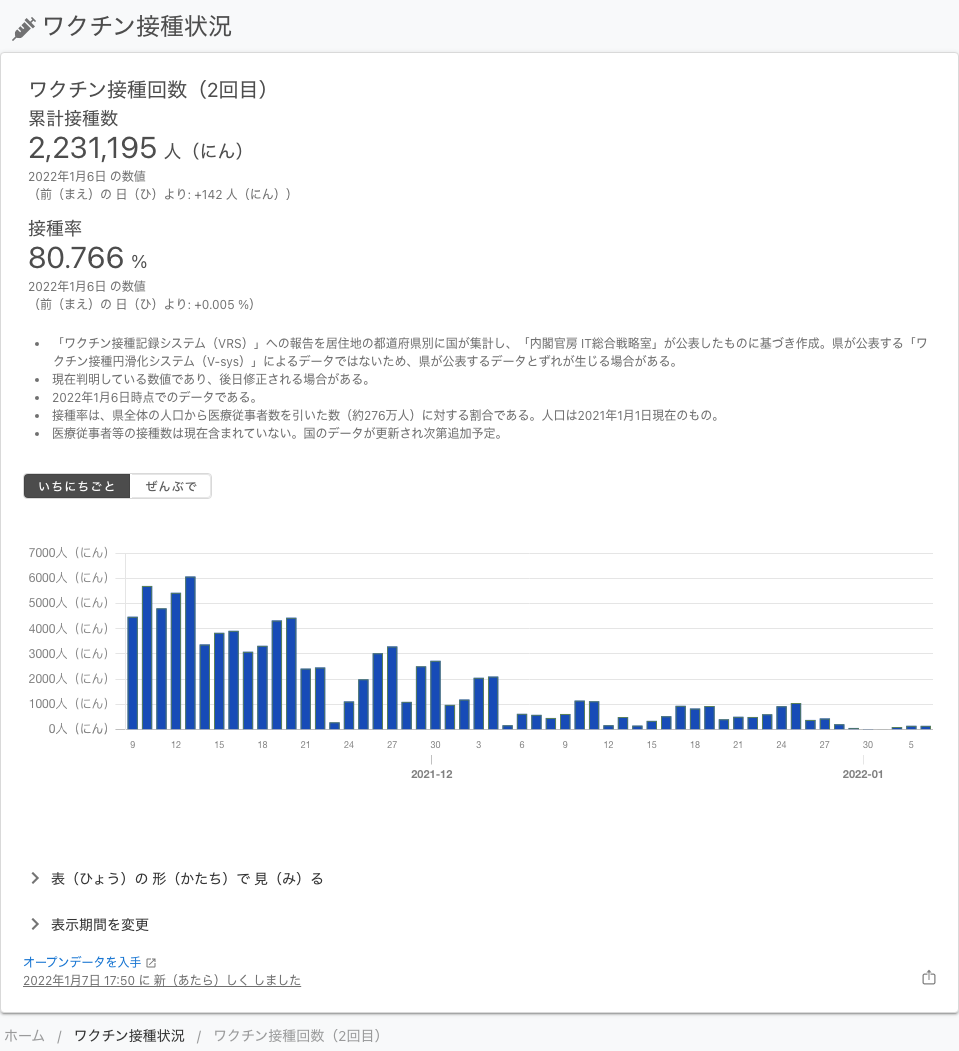 ワクチン接種状況
ワクチン接種回数（2回目）
累計接種数
2,231,195 人（にん）
2022年1月6日 の数値
（前（まえ）の 日（ひ）より: +142 人（にん））
接種率
80.766 %
2022年1月6日 の数値
（前（まえ）の 日（ひ）より: +0.005 %）
• 「ワクチン接種記録システム（VRS）」への報告を居住地の都道府県別に国が集計し、「内閣官房 IT総合戦略室」が公表したものに基づき作成。県が公表する「ワ
クチン接種円滑化システム（V-sys）」によるデータではないため、県が公表するデータとずれが生じる場合がある。
• 現在判明している数値であり、後日修正される場合がある。
• 2022年1月6日時点でのデータである。
• 接種率は、県全体の人口から医療従事者数を引いた数（約276万人）に対する割合である。人口は2021年1月1日現在のもの。
• 医療従事者等の接種数は現在含まれていない。国のデータが更新され次第追加予定。
いちにちごと ぜんぶで
7000人（にん）
6000人（にん）
5000人（にん）
4000人（にん）
3000人（にん）
2000人（にん）
1000人（にん）
0人（にん）
9 12 15 18 21 24 27 30 3 6 9 12 15 18 21 24 27 30 5
2021-12 2022-01
表（ひょう）の 形（かたち）で 見（み）る
表示期間を変更
オープンデータを入手
2022年1月7日 17:50 に 新（あたら）しく しました
ホーム / ワクチン接種状況 / ワクチン接種回数（2回目）